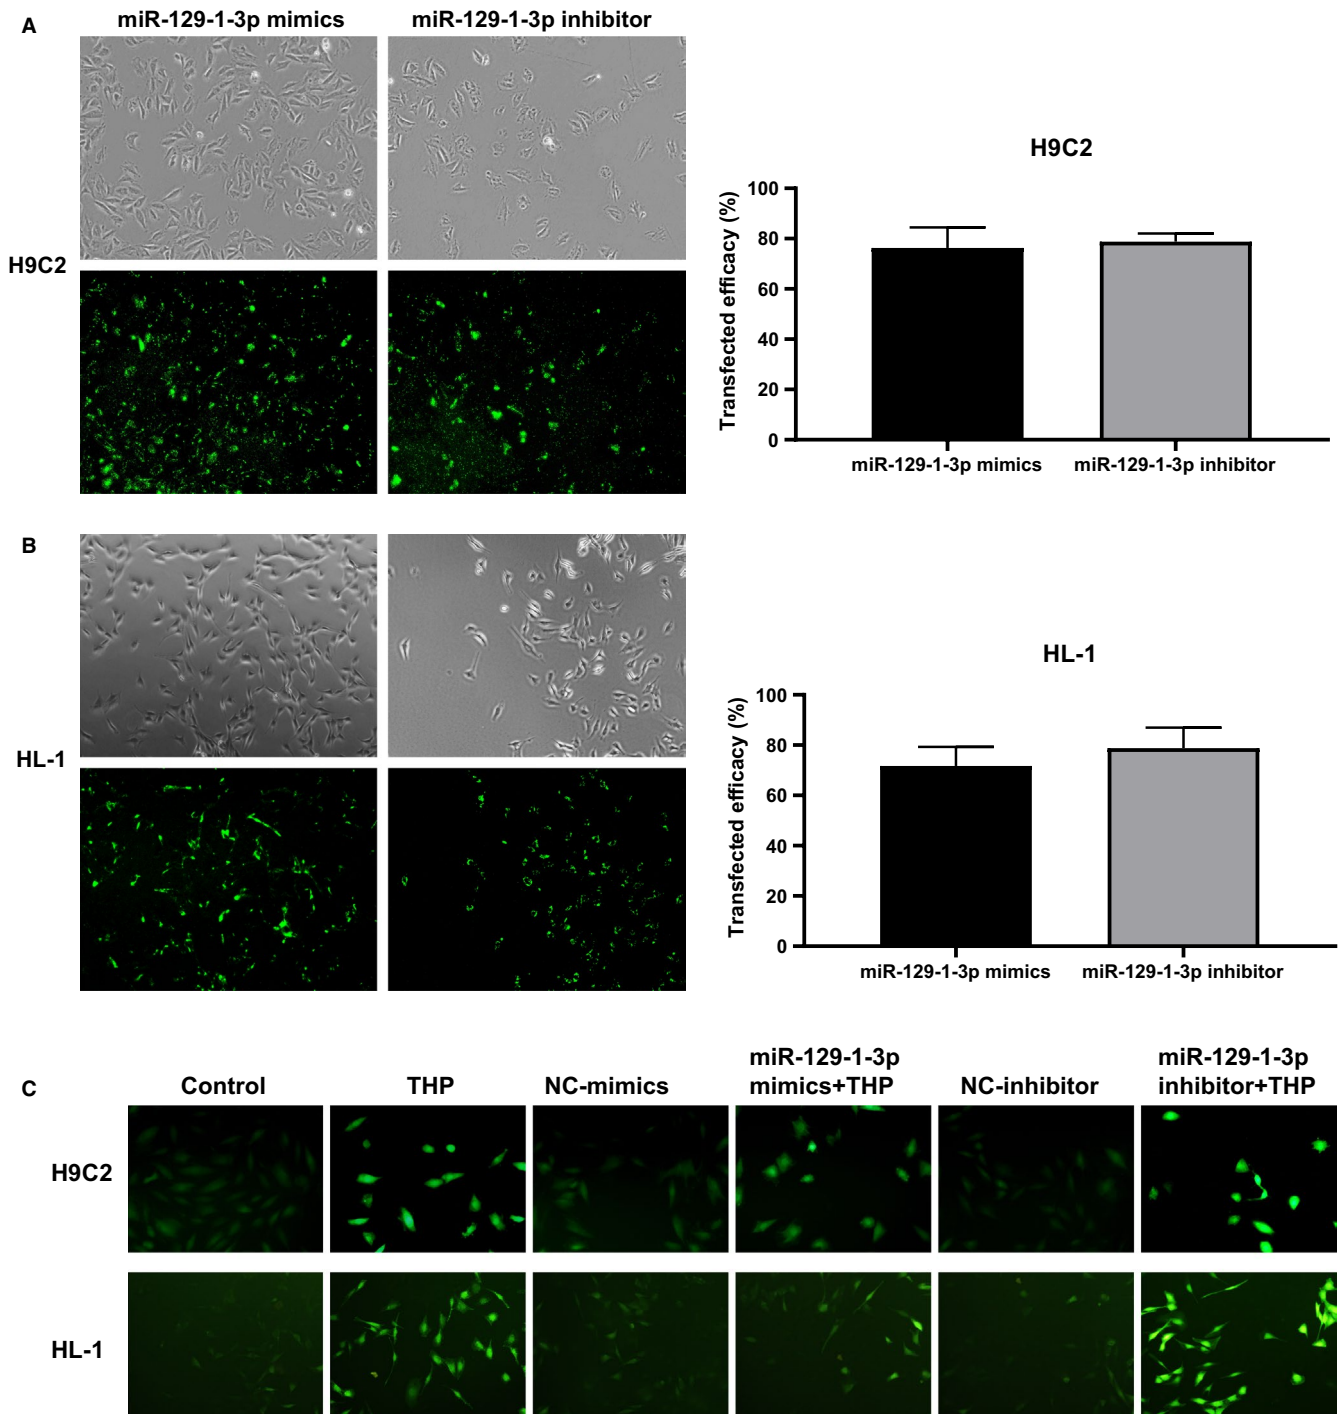 A
miR-129-1-3p mimics
miR-129-1-3p inhibitor
H9C2
H9C2
Transfected efficacy (%)
100
80
60
40
20
0
miR-129-1-3p mimics
miR-129-1-3p inhibitor
B
HL-1
HL-1
Transfected efficacy (%)
100
80
60
40
20
0
miR-129-1-3p mimics
miR-129-1-3p inhibitor
C
Control
THP
NC-mimics
miR-129-1-3p
mimics+THP
NC-inhibitor
miR-129-1-3p
inhibitor+THP
H9C2
HL-1